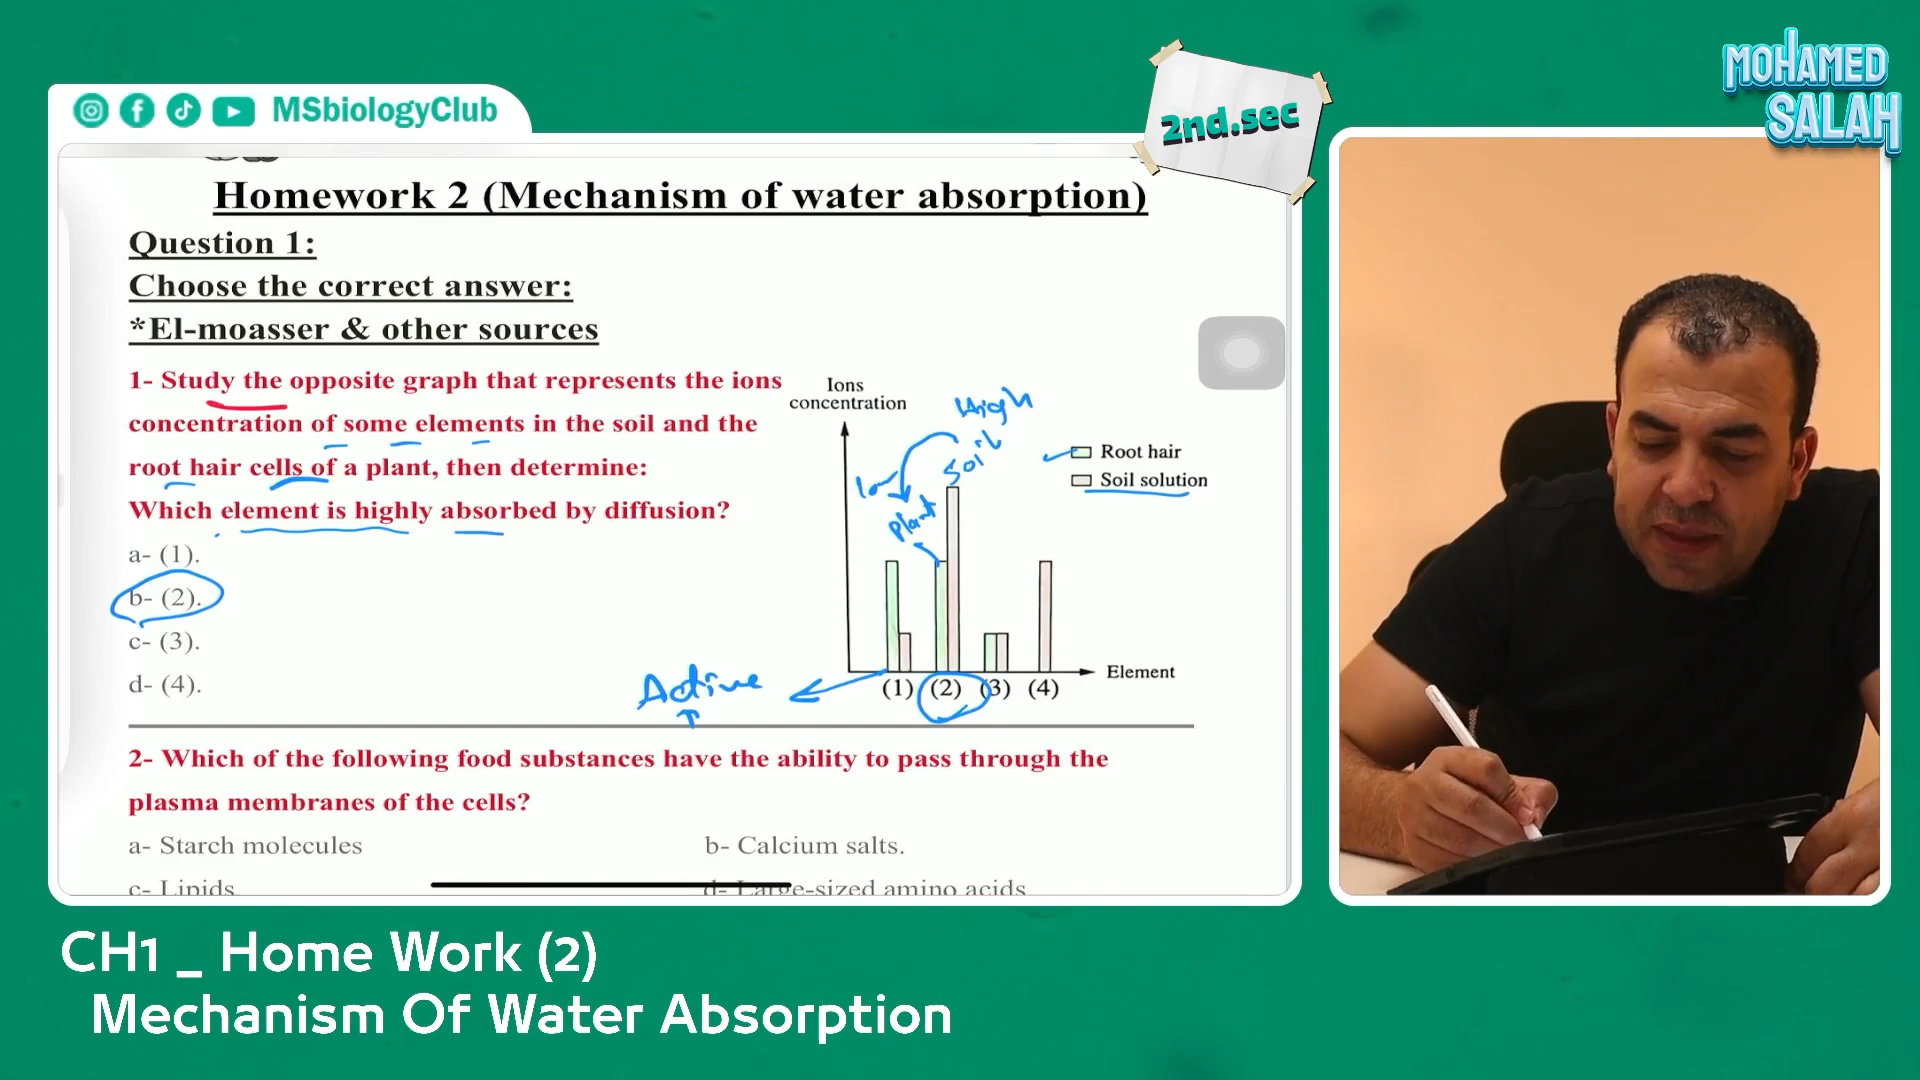 MOHAMED
SALAH
2nd.sec
MSbiologyClub
Homework 2 (Mechanism of water absorption)
Question 1:
Choose the correct answer:
*El-moasser & other sources
1- Study the opposite graph that represents the ions
concentration of some elements in the soil and the
root hair cells of a plant, then determine:
Which element is highly absorbed by diffusion?
a- (1).
b- (2).
c- (3).
d- (4).
Ions
concentration
High
Soil
Low
Plant
Root hair
Soil solution
Element
(1) (2) (3) (4)
Active
2- Which of the following food substances have the ability to pass through the
plasma membranes of the cells?
a- Starch molecules
b- Calcium salts.
c- Lipids
d- Large-sized amino acids
CH1 _ Home Work (2)
Mechanism Of Water Absorption